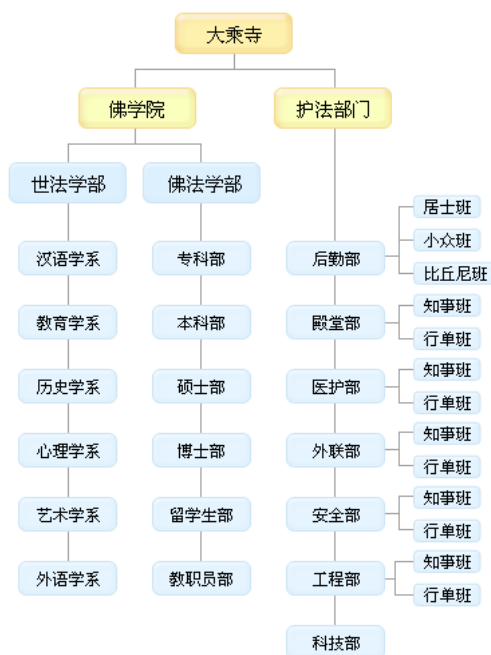 大乘寺
佛学院
护法部门
世法学部
佛法学部
汉语学系
教育学系
历史学系
心理学系
艺术学系
外语学系
专科部
本科部
硕士部
博士部
留学生部
教职员部
后勤部
居士班
小众班
比丘尼班
殿堂部
知事班
行单班
医护部
知事班
行单班
外联部
知事班
行单班
安全部
知事班
行单班
工程部
知事班
行单班
科技部